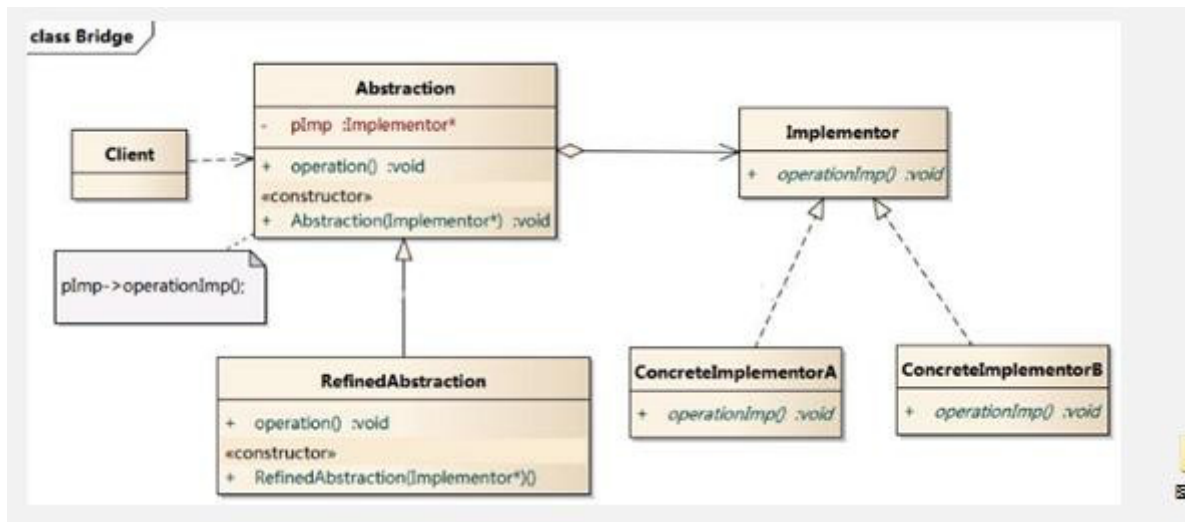 class Bridge
Abstraction
- pImp :Implementor*
+ operation() :void
«constructor»
+ Abstraction(Implementor*) :void
Client
pImp->operationImp();
Implementor
+ operationImp() :void
RefinedAbstraction
+ operation() :void
«constructor»
+ RefinedAbstraction(Implementor*)()
ConcreteImplementorA
+ operationImp() :void
ConcreteImplementorB
+ operationImp() :void